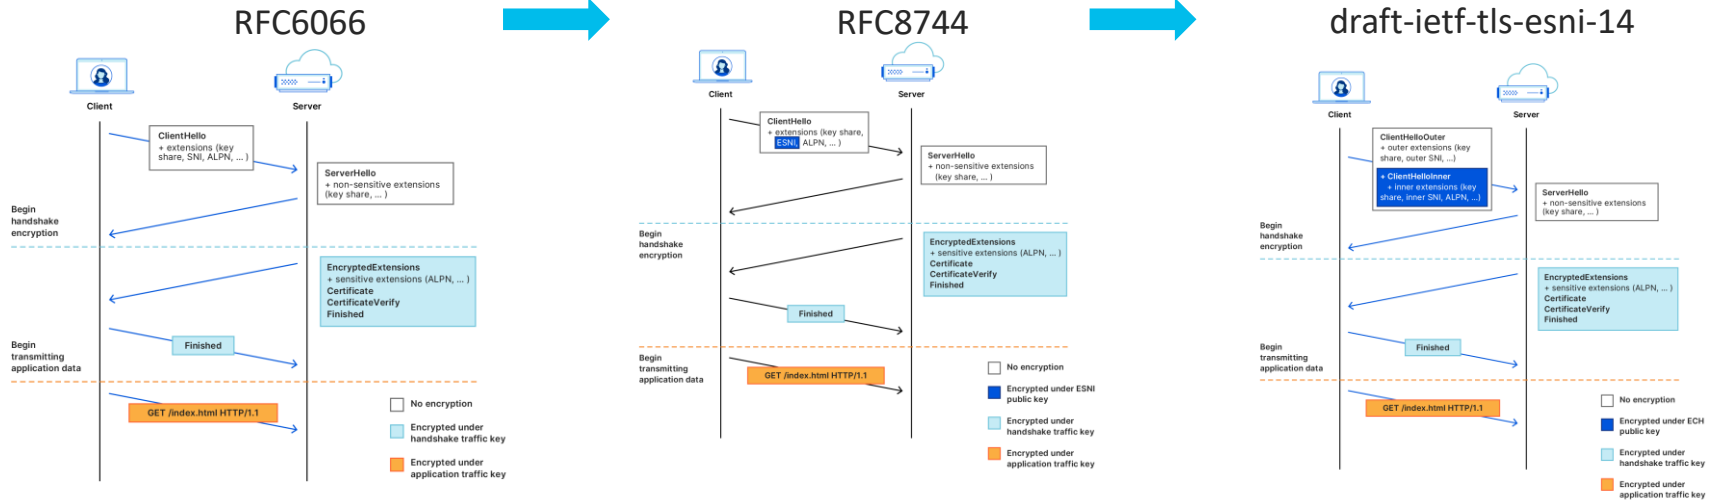 RFC6066
Client
Server
ClientHello
+ extensions (key
share, SNI, ALPN, ... )
ServerHello
+ non-sensitive extensions
(key share, ... )
Begin
handshake
encryption
EncryptedExtensions
+ sensitive extensions (ALPN, ... )
Certificate
CertificateVerify
Finished
Finished
Begin
transmitting
application data
GET /index.html HTTP/1.1
No encryption
Encrypted under
handshake traffic key
Encrypted under
application traffic key
RFC8744
Client
Server
ClientHello
+ extensions (key share,
ESNI, ALPN, ... )
ServerHello
+ non-sensitive extensions
(key share, ... )
Begin
handshake
encryption
EncryptedExtensions
+ sensitive extensions (ALPN, ... )
Certificate
CertificateVerify
Finished
Finished
Begin
transmitting
application data
GET /index.html HTTP/1.1
No encryption
Encrypted under ESNI
public key
Encrypted under
handshake traffic key
Encrypted under
application traffic key
draft-ietf-tls-esni-14
Client
Server
ClientHelloOuter
+ outer extensions (key
share, outer SNI, ...)
+ ClientHelloInner
+ inner extensions (key
share, inner SNI, ALPN, ...)
ServerHello
+ non-sensitive extensions
(key share, ... )
Begin
handshake
encryption
EncryptedExtensions
+ sensitive extensions (ALPN, ... )
Certificate
CertificateVerify
Finished
Finished
Begin
transmitting
application data
GET /index.html HTTP/1.1
No encryption
Encrypted under ECH
public key
Encrypted under
handshake traffic key
Encrypted under
application traffic key